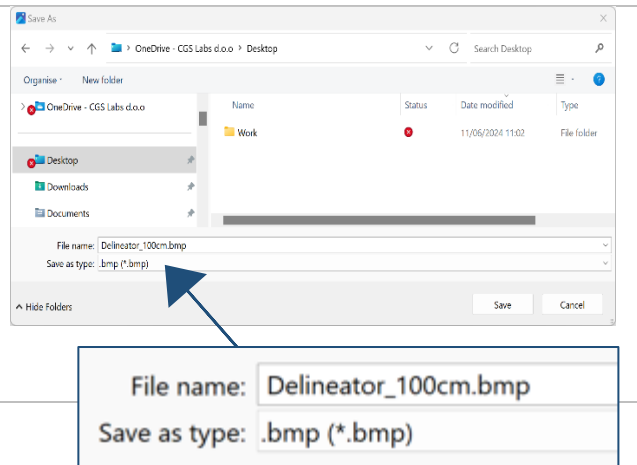 Save As
OneDrive - CGS Labs d.o.o > Desktop
Search Desktop
Organise
New folder
OneDrive - CGS Labs d.o.o
Name Status Date modified Type
Work 11/06/2024 11:02 File folder
Desktop
Downloads
Documents
File name: Delineator_100cm.bmp
Save as type: .bmp (*.bmp)
Hide Folders
Save Cancel
File name: Delineator_100cm.bmp
Save as type: .bmp (*.bmp)